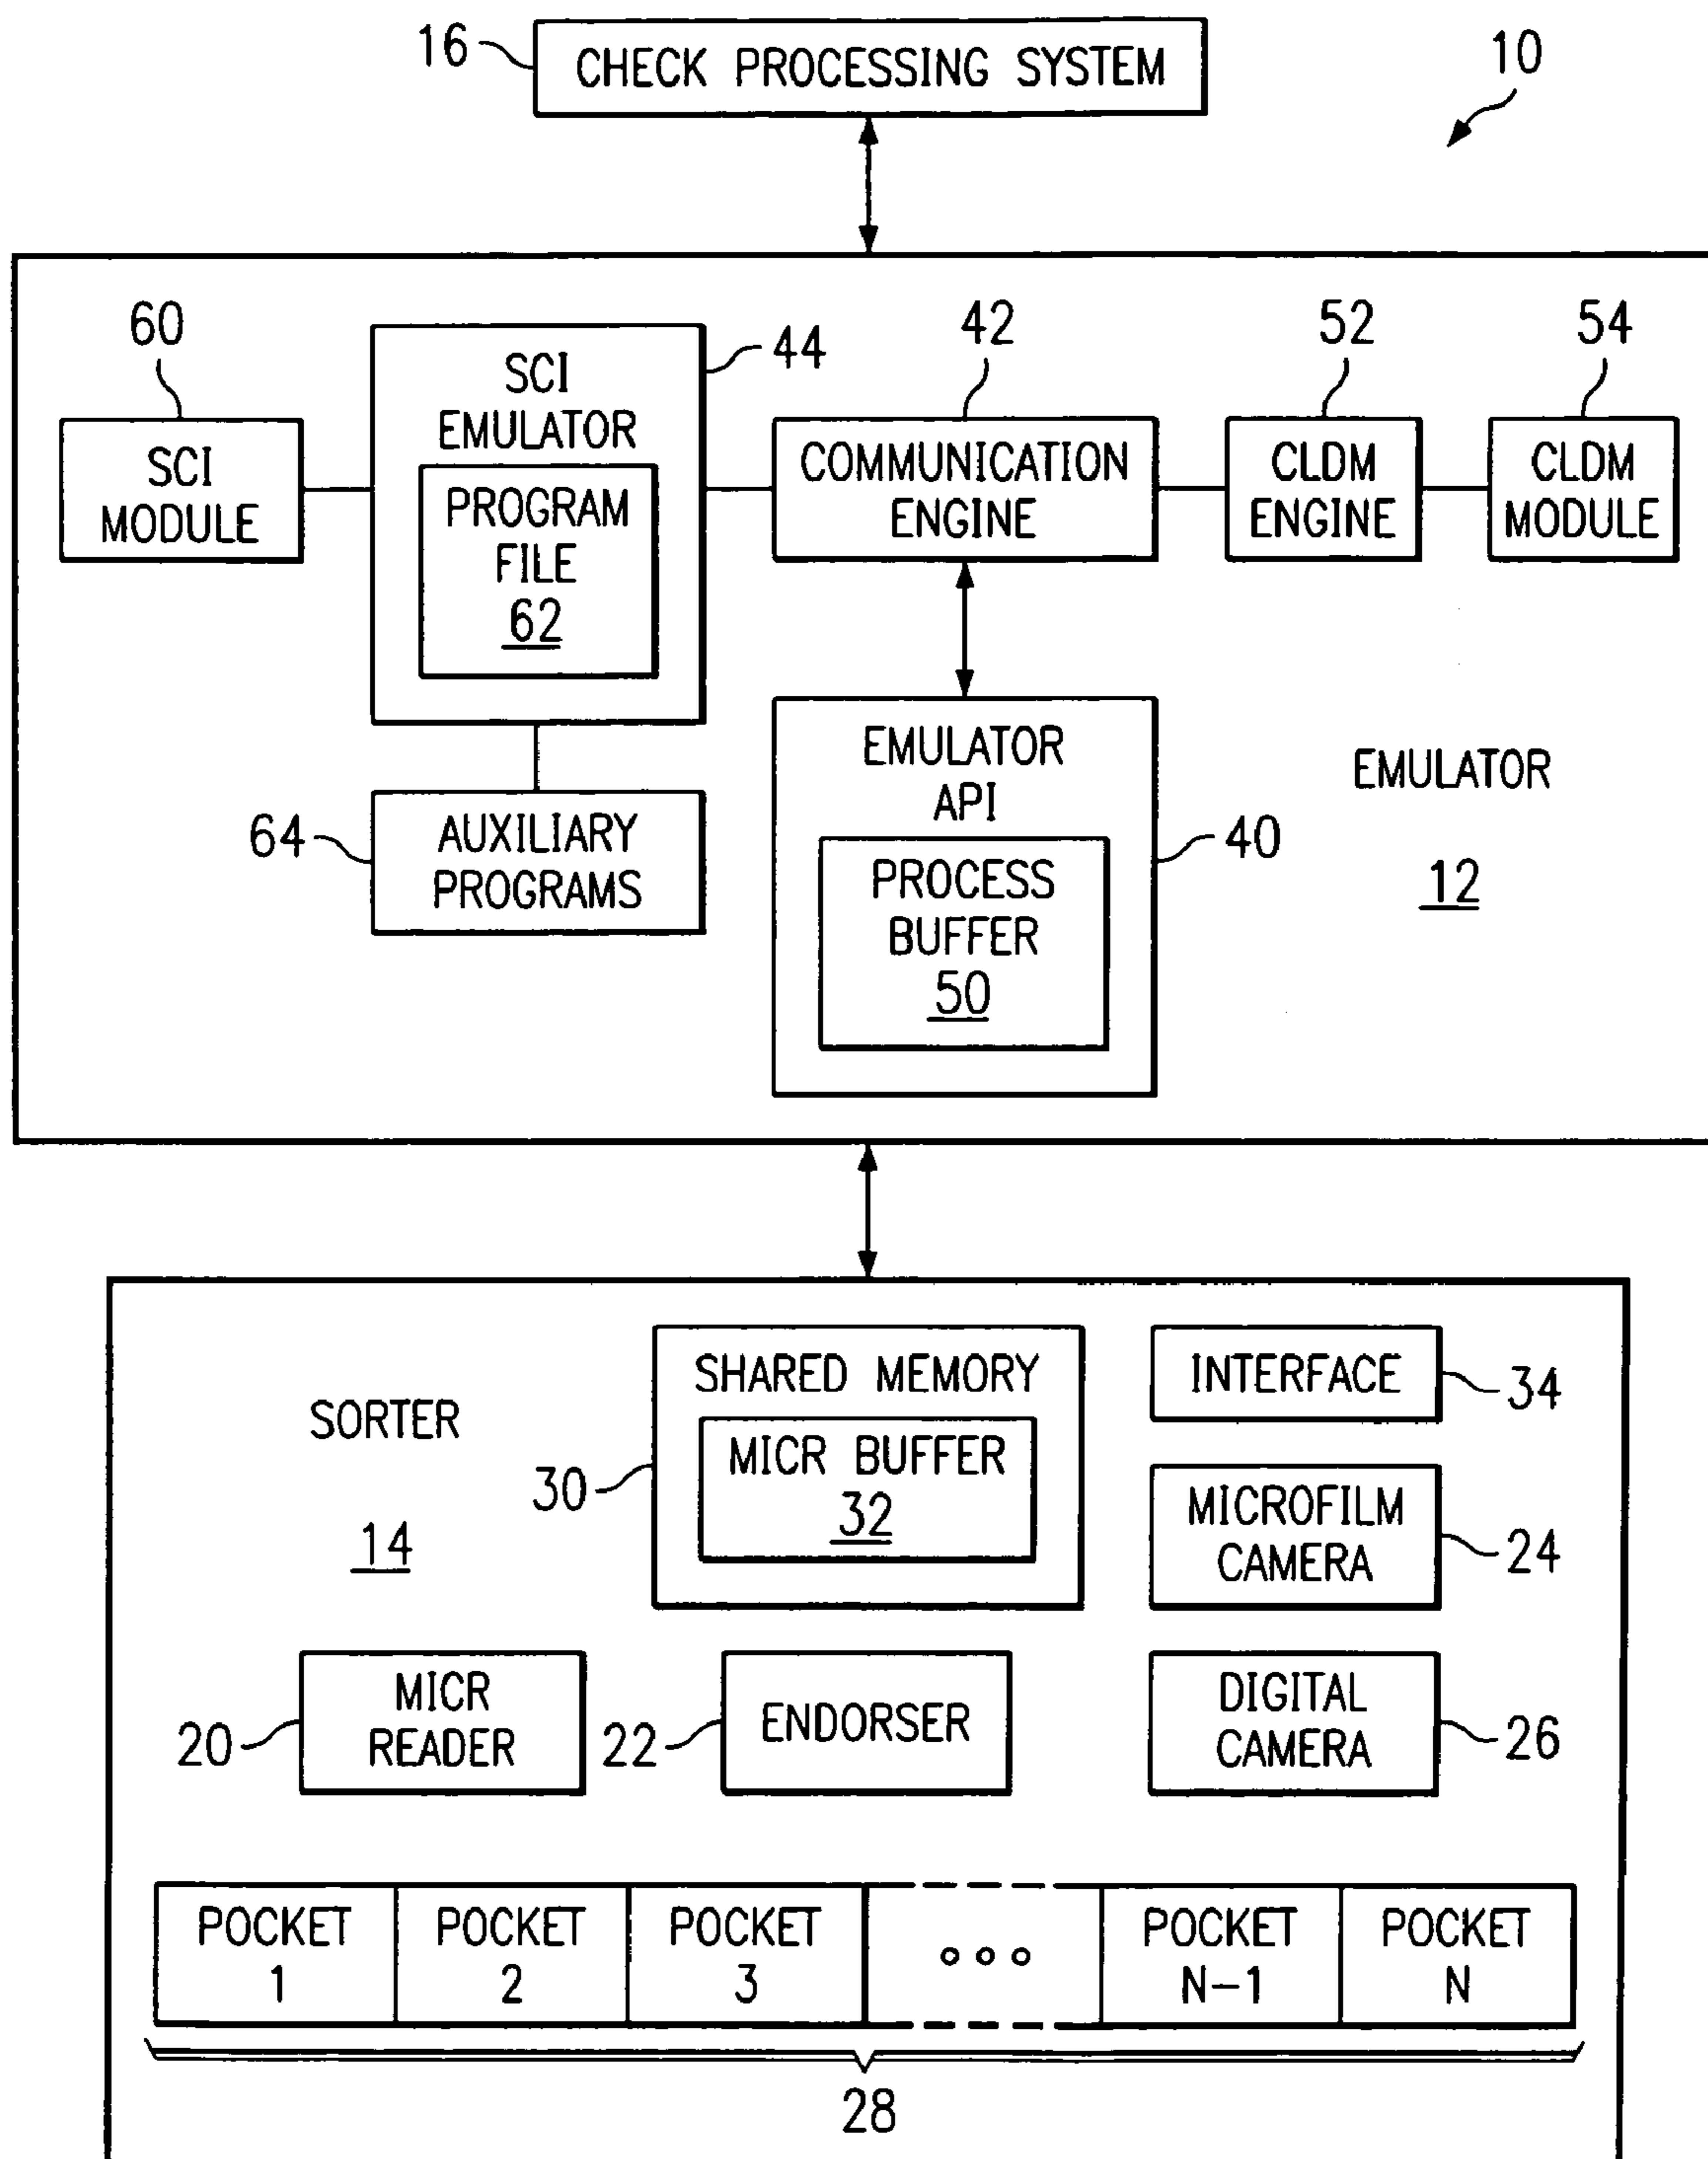 16
CHECK PROCESSING SYSTEM
10
60
SCI
MODULE
SCI
EMULATOR
44
PROGRAM
FILE
62
42
COMMUNICATION
ENGINE
52
CLDM
ENGINE
54
CLDM
MODULE
64
AUXILIARY
PROGRAMS
EMULATOR
API
40
PROCESS
BUFFER
50
EMULATOR
12
SORTER
14
SHARED MEMORY
30
MICR BUFFER
32
INTERFACE
34
MICROFILM
CAMERA
24
20
MICR
READER
22
ENDORSER
DIGITAL
CAMERA
26
POCKET
1
POCKET
2
POCKET
3
POCKET
N-1
POCKET
N
28